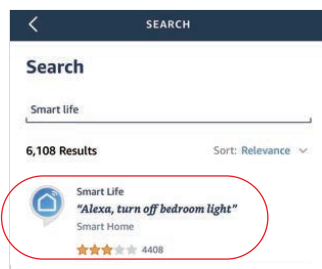 SEARCH
Search
Smart life
6,108 Results Sort: Relevance
Smart Life
"Alexa, turn off bedroom light"
Smart Home
4408